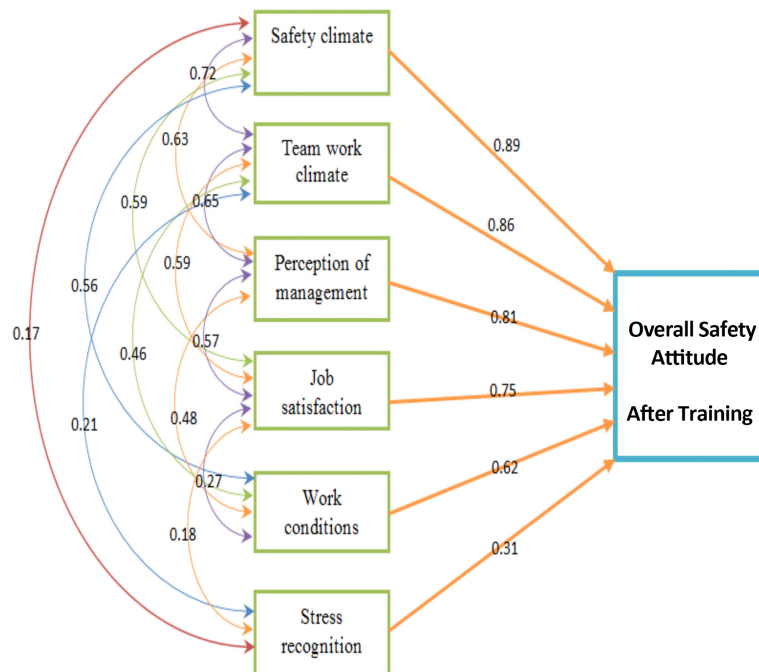 Safety climate
0.72
0.63
Team work
climate
0.89
0.59
0.65
0.86
0.59
Perception of
management
0.56
0.17
0.57
0.81
Overall Safety
Attitude
After Training
0.46
Job
satisfaction
0.75
0.48
0.21
0.27
0.62
Work
conditions
0.18
0.31
Stress
recognition